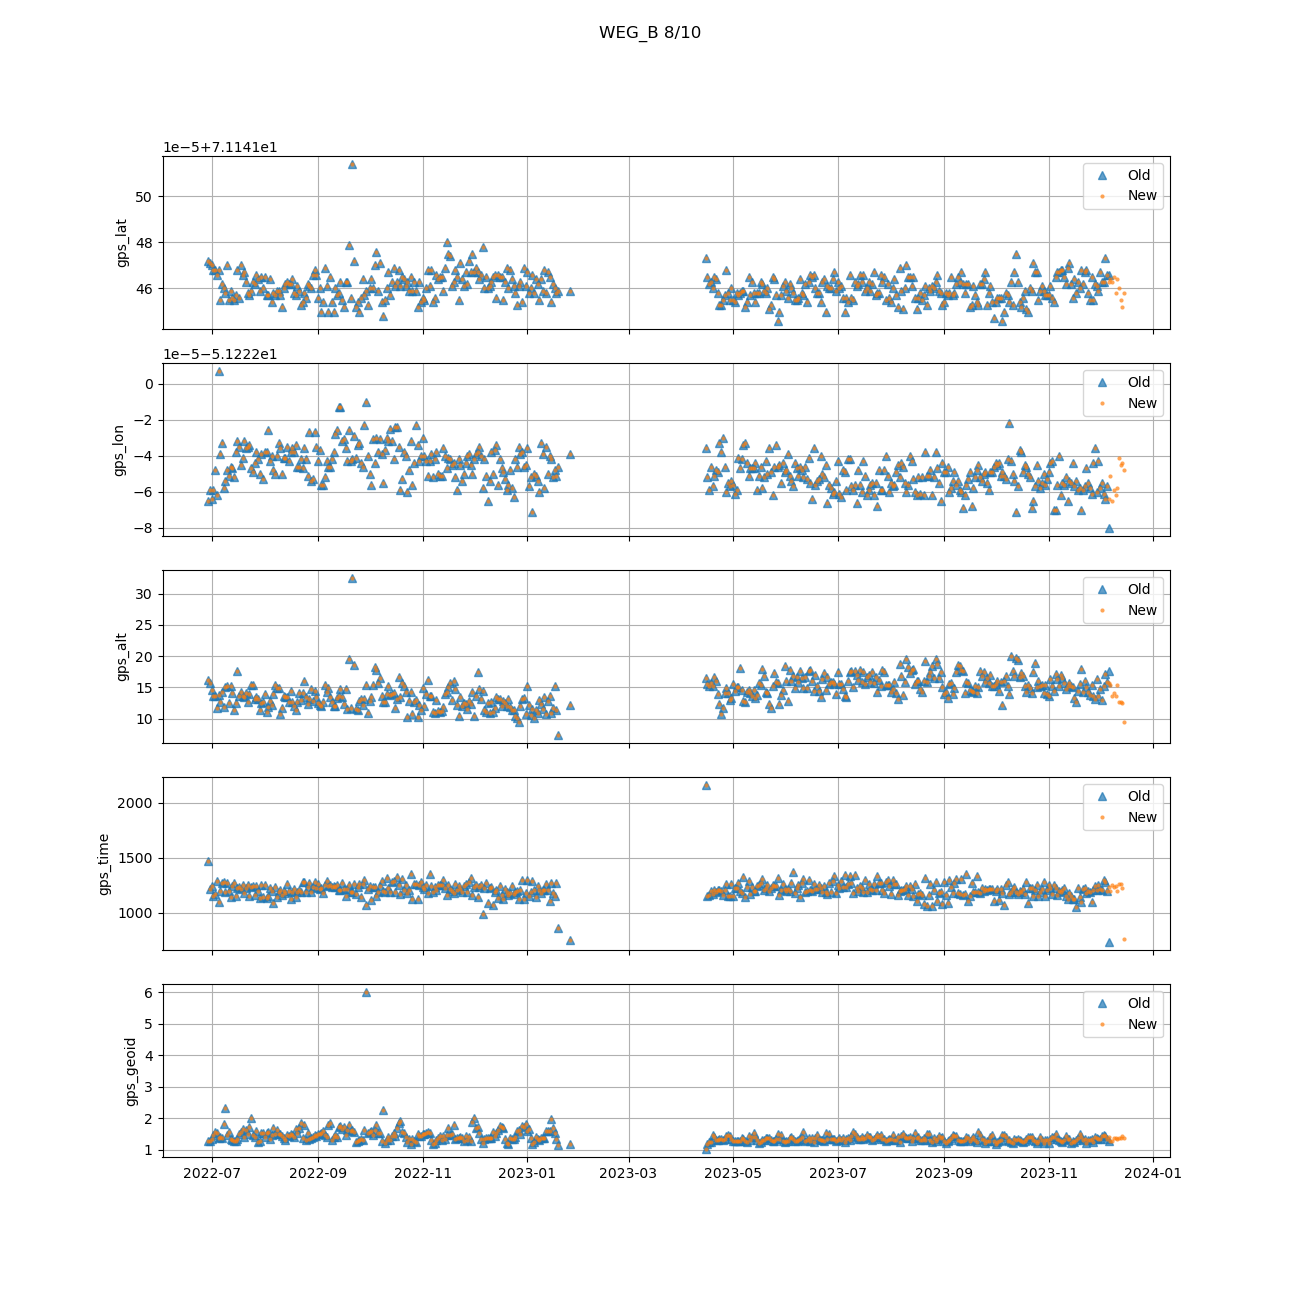 WEG_B 8/10
1e−5+7.1141e1
50
48
46
gps_lat
Old
New
1e−5−5.1222e1
0
−2
−4
−6
−8
gps_lon
Old
New
30
25
20
15
10
gps_alt
Old
New
2000
1500
1000
gps_time
Old
New
6
5
4
3
2
1
gps_geoid
Old
New
2022-07 2022-09 2022-11 2023-01 2023-03 2023-05 2023-07 2023-09 2023-11 2024-01